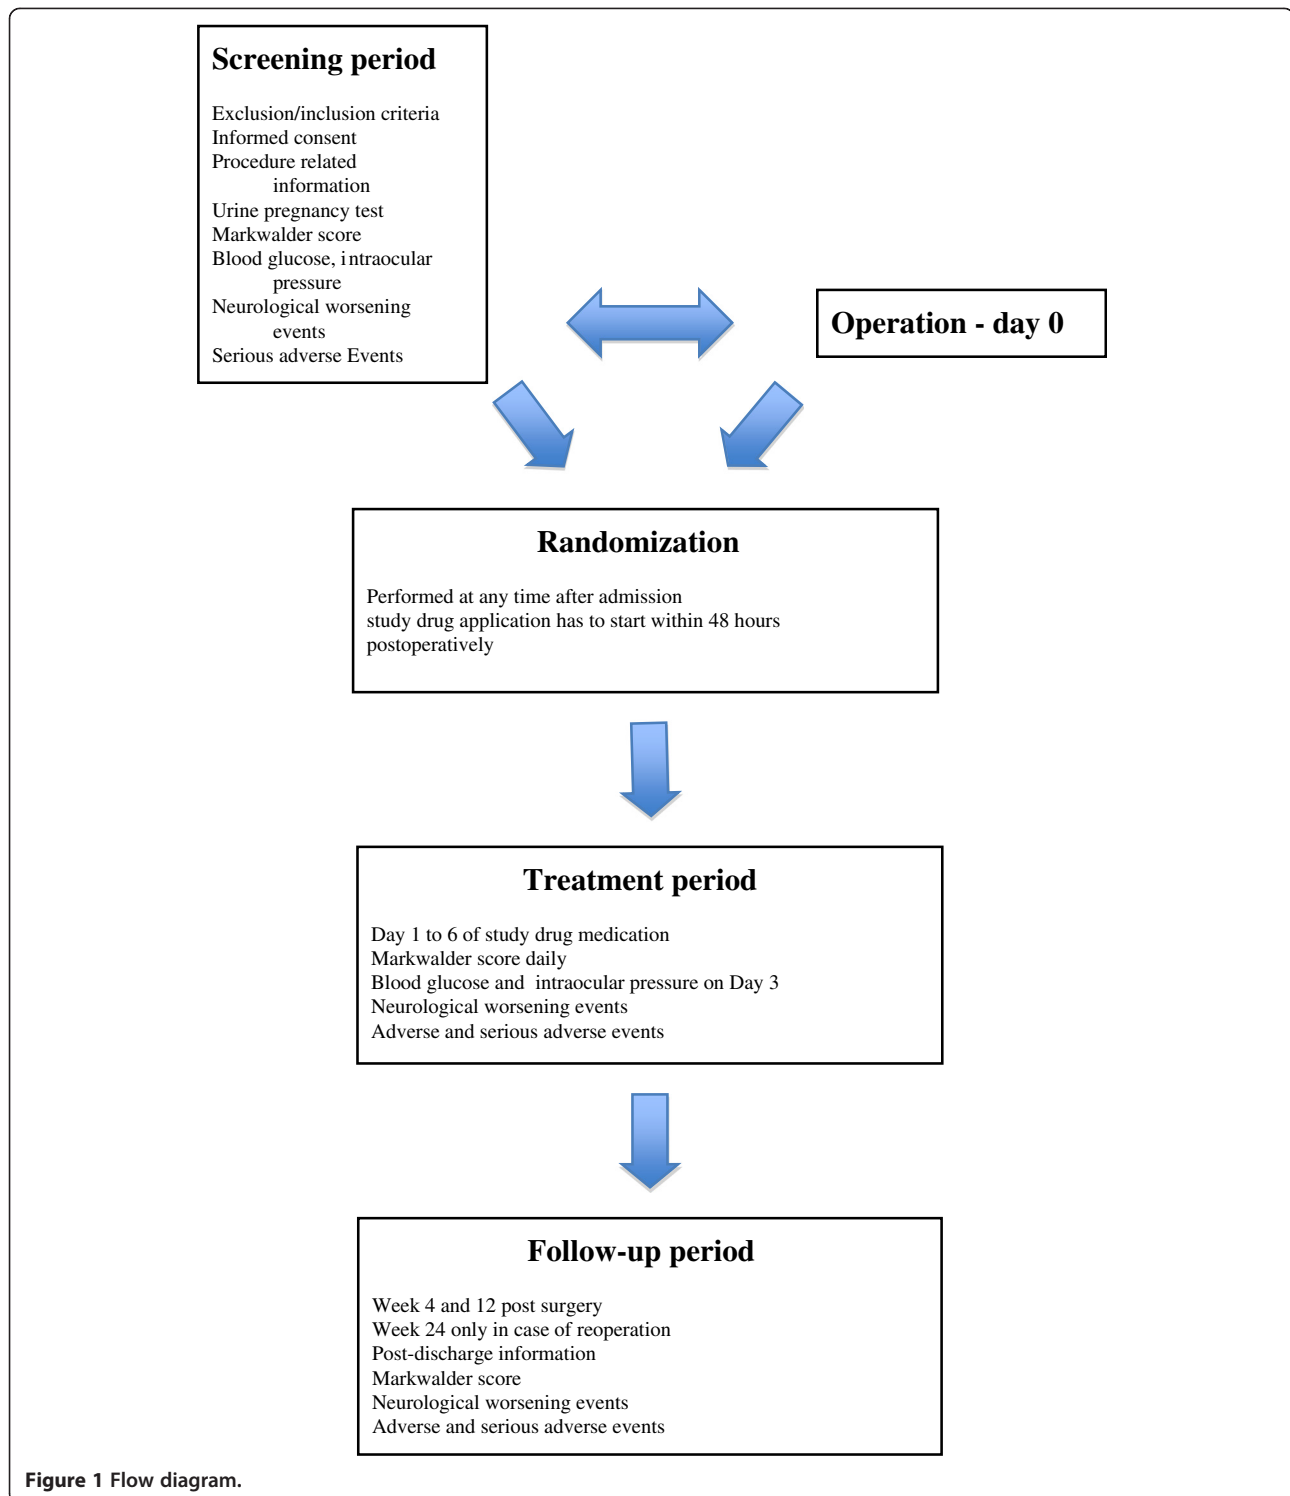 Screening period
Exclusion/inclusion criteria
Informed consent
Procedure related
information
Urine pregnancy test
Markwalder score
Blood glucose, intraocular
pressure
Neurological worsening
events
Serious adverse Events
Operation - day 0
Randomization
Performed at any time after admission
study drug application has to start within 48 hours
postoperatively
Treatment period
Day 1 to 6 of study drug medication
Markwalder score daily
Blood glucose and intraocular pressure on Day 3
Neurological worsening events
Adverse and serious adverse events
Follow-up period
Week 4 and 12 post surgery
Week 24 only in case of reoperation
Post-discharge information
Markwalder score
Neurological worsening events
Adverse and serious adverse events
Figure 1 Flow diagram.